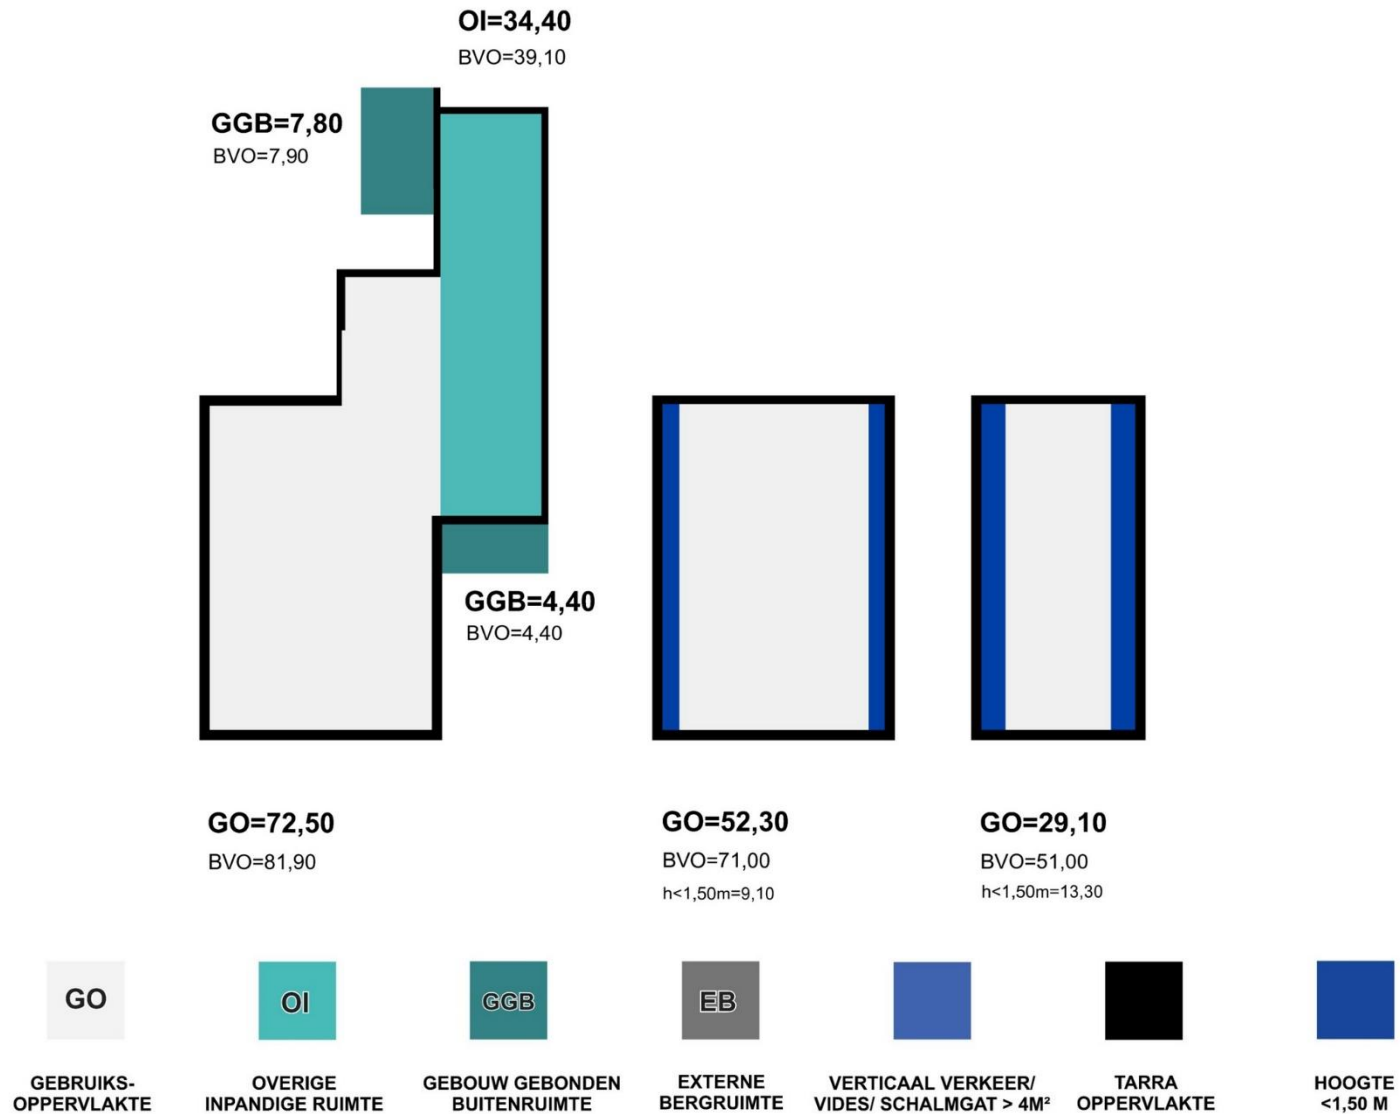 OI=34,40
BVO=39,10
GGB=7,80
BVO=7,90
GGB=4,40
BVO=4,40
GO=72,50
BVO=81,90
GO=52,30
BVO=71,00
h<1,50m=9,10
GO=29,10
BVO=51,00
h<1,50m=13,30
GO
GEBRUIKS-
OPPERVLAKTE
OI
OVERIGE
INPANDIGE RUIMTE
GGB
GEBOUW GEBONDEN
BUITENRUIMTE
EB
EXTERNE
BERGRUIMTE
VERTICAAL VERKEER/
VIDES/ SCHALMGAT > 4M²
TARRA
OPPERVLAKTE
HOOGTE
<1,50 M